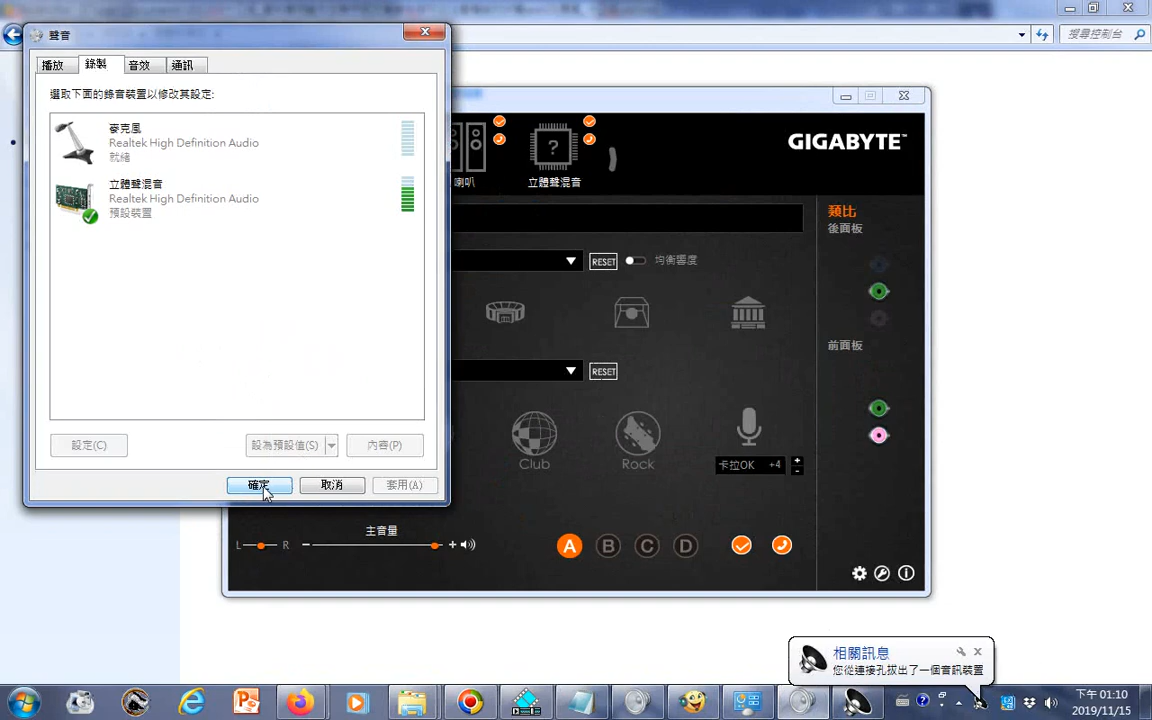 搜尋控制台
聲音
播放
錄製
音效
通訊
選取下面的錄音裝置以修改其設定:
麥克風
Realtek High Definition Audio
就緒
立體聲混音
Realtek High Definition Audio
預設裝置
設定(C)
設為預設值(S)
內容(P)
確定
取消
套用(A)
喇叭
?
立體聲混音
GIGABYTE™
RESET
均衡響度
RESET
Club
Rock
卡拉OK +4
+
-
類比
後面板
前面板
主音量
L
R
A
B
C
D
相關訊息
您從連接孔拔出了一個音訊裝置
下午 01:10
2019/11/15